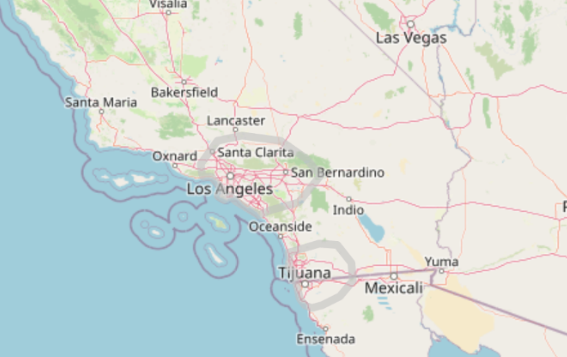 Visalia
Las Vegas
Bakersfield
Santa Maria
Lancaster
Santa Clarita
Oxnard
San Bernardino
Los Angeles
Indio
Oceanside
Yuma
Tijuana
Mexicali
Ensenada